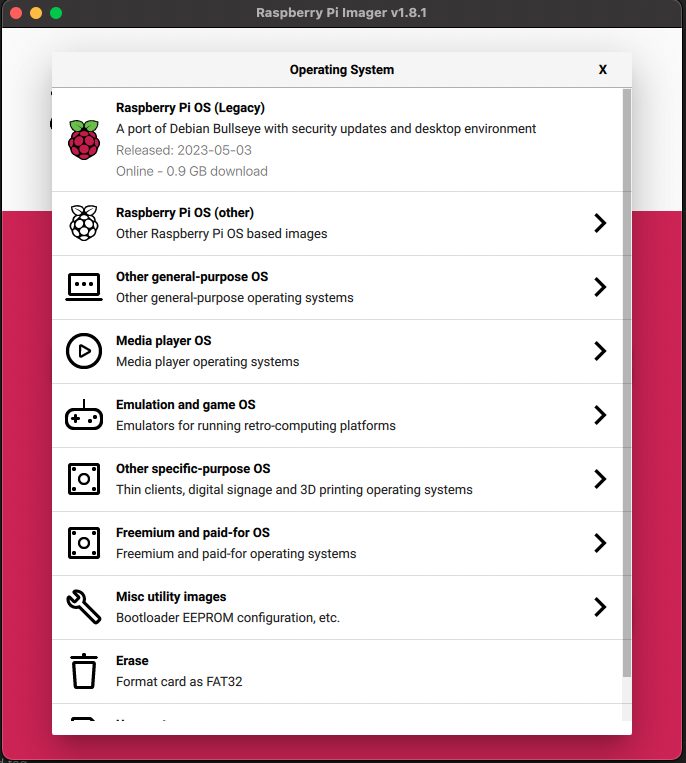 Raspberry Pi Imager v1.8.1
Operating System
X
Raspberry Pi OS (Legacy)
A port of Debian Bullseye with security updates and desktop environment
Released: 2023-05-03
Online - 0.9 GB download
Raspberry Pi OS (other)
Other Raspberry Pi OS based images
Other general-purpose OS
Other general-purpose operating systems
Media player OS
Media player operating systems
Emulation and game OS
Emulators for running retro-computing platforms
Other specific-purpose OS
Thin clients, digital signage and 3D printing operating systems
Freemium and paid-for OS
Freemium and paid-for operating systems
Misc utility images
Bootloader EEPROM configuration, etc.
Erase
Format card as FAT32